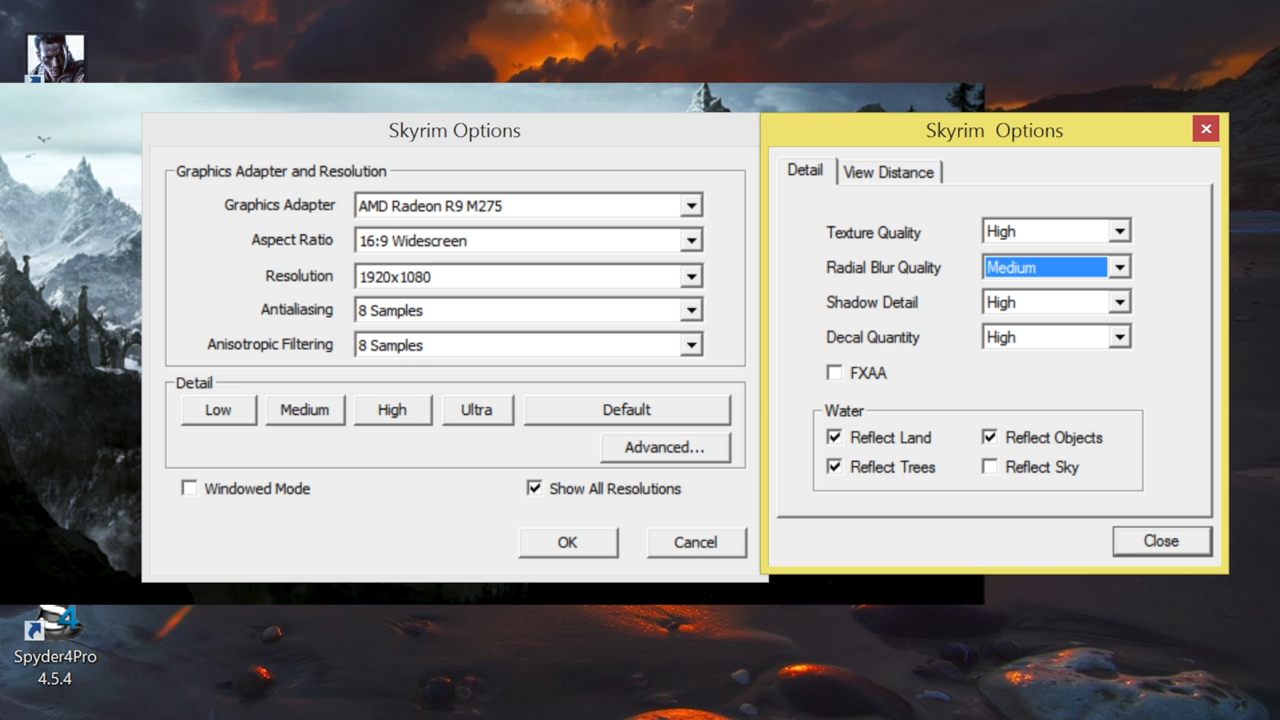 Skyrim Options
Graphics Adapter and Resolution
Graphics Adapter AMD Radeon R9 M275
Aspect Ratio 16:9 Widescreen
Resolution 1920x1080
Antialiasing 8 Samples
Anisotropic Filtering 8 Samples
Detail
Low Medium High Ultra Default
Advanced...
Windowed Mode Show All Resolutions
OK Cancel
Skyrim Options
Detail View Distance
Texture Quality High
Radial Blur Quality Medium
Shadow Detail High
Decal Quantity High
FXAA
Water
Reflect Land Reflect Objects
Reflect Trees Reflect Sky
Close
4
Spyder4Pro
4.5.4